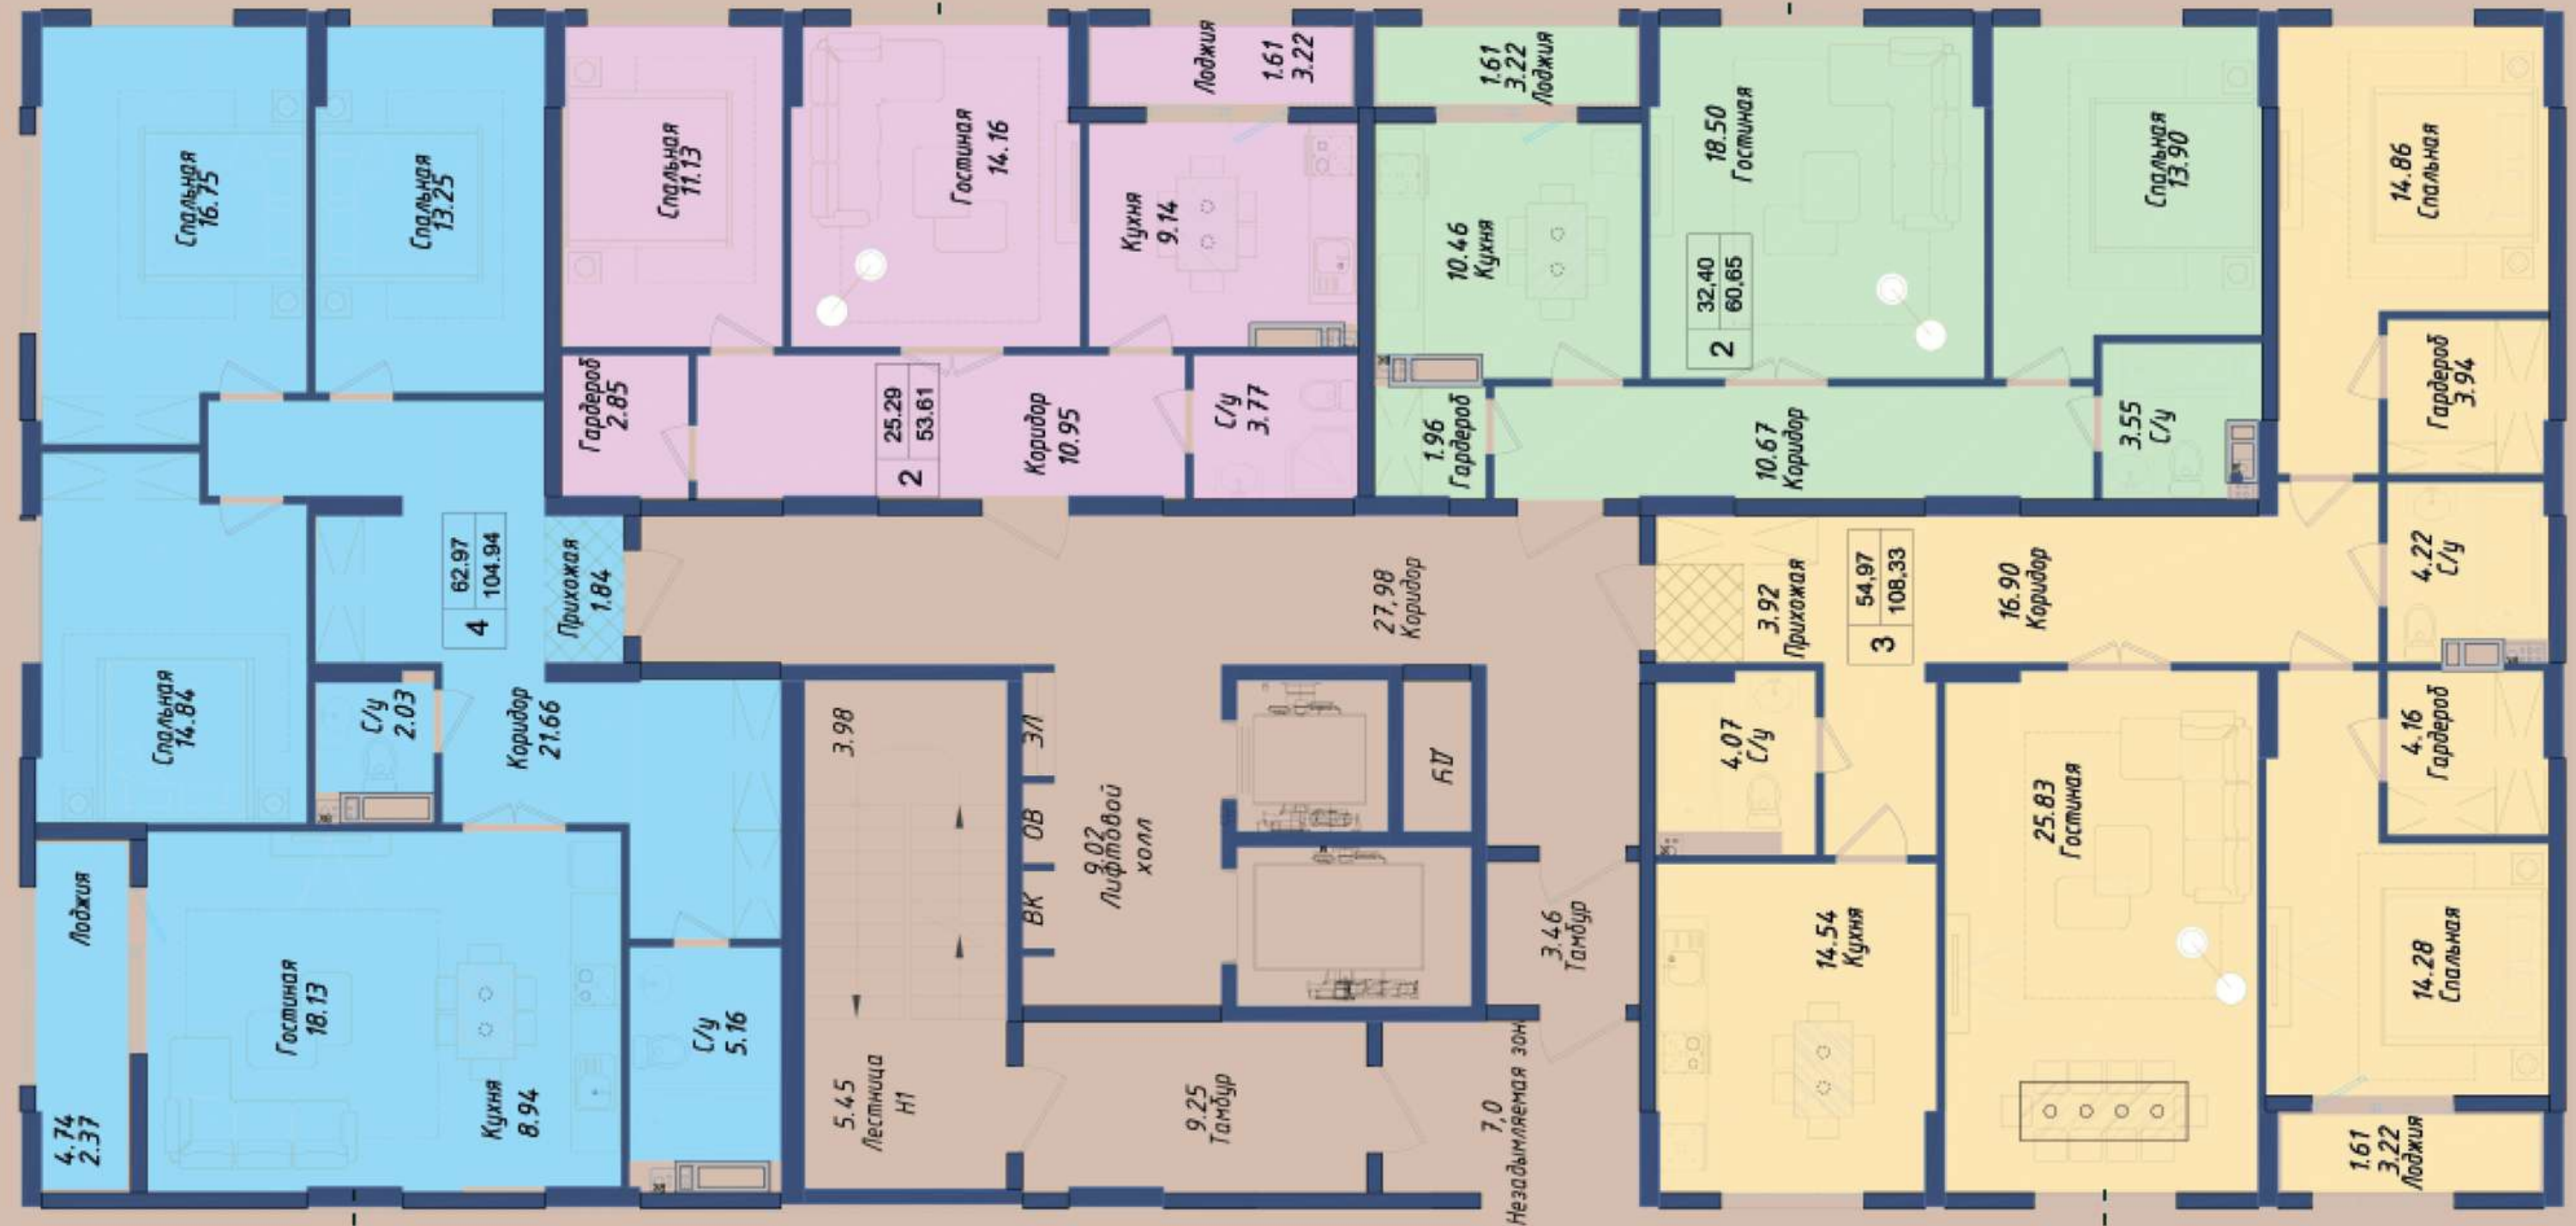 Спальная
16.75
Спальная
13.25
Спальная
14.84
С/у
2.03
Коридор
21.66
4
62.97
104.94
Прихожая
1.84
Лоджия
4.74
2.37
Гостиная
18.13
Кухня
8.94
С/у
5.16
Спальная
11.13
Гостиная
14.16
Лоджия
1.61
3.22
Кухня
9.14
Гардероб
2.85
2
25.29
53.61
Коридор
10.95
С/у
3.77
1.61
3.22
Лоджия
10.46
Кухня
18.50
Гостиная
2
32,40
60,65
Спальная
13.90
1.96
Гардероб
10.67
Коридор
3.55
С/у
14.86
Спальная
Гардероб
3.94
4.22
С/у
3.92
Прихожая
3
54,97
108,33
16.90
Коридор
4.07
С/у
14.54
Кухня
25.83
Гостиная
4.16
Гардероб
14.28
Спальная
1.61
3.22
Лоджия
27,98
Коридор
3.98
5.45
Лестница
Н1
ЭЛ
ОВ
ВК
9.02
Лифтовой
холл
ДУ
3.46
Тамбур
9.25
Тамбур
7,0
Незадымляемая зон